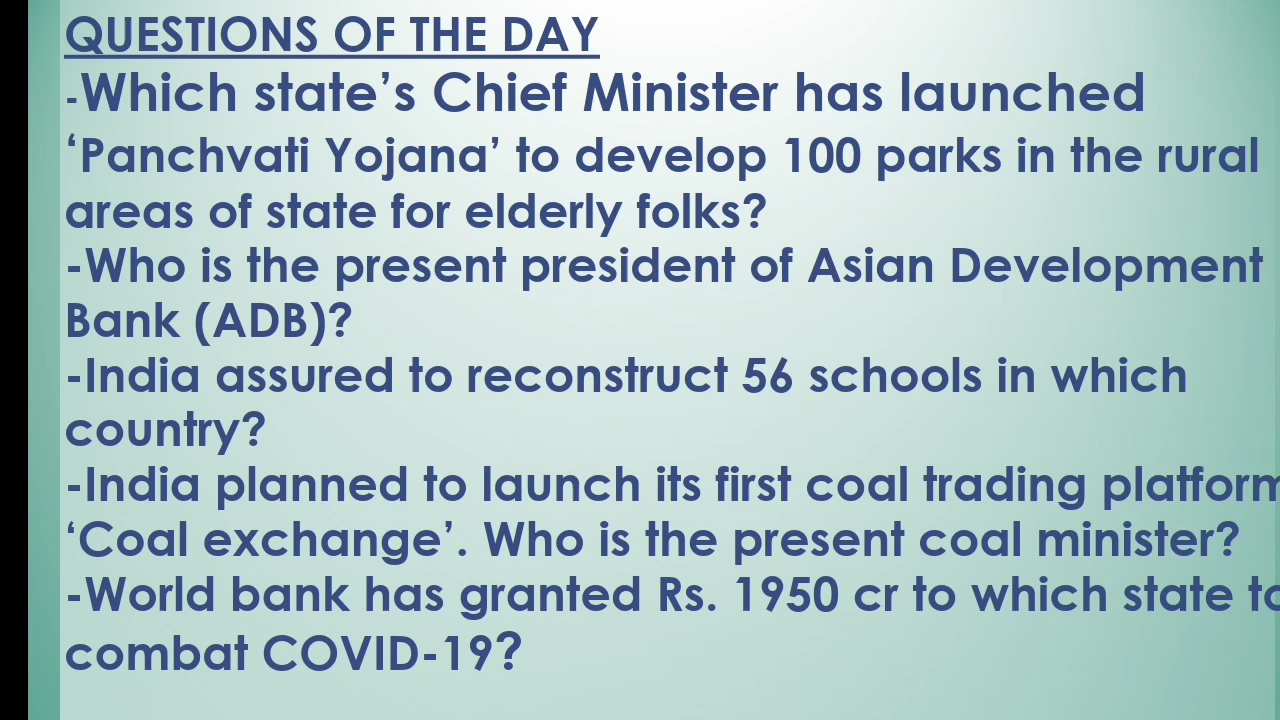 QUESTIONS OF THE DAY
-Which state’s Chief Minister has launched
‘Panchvati Yojana’ to develop 100 parks in the rural
areas of state for elderly folks?
-Who is the present president of Asian Development
Bank (ADB)?
-India assured to reconstruct 56 schools in which
country?
-India planned to launch its first coal trading platform
‘Coal exchange’. Who is the present coal minister?
-World bank has granted Rs. 1950 cr to which state to
combat COVID-19?